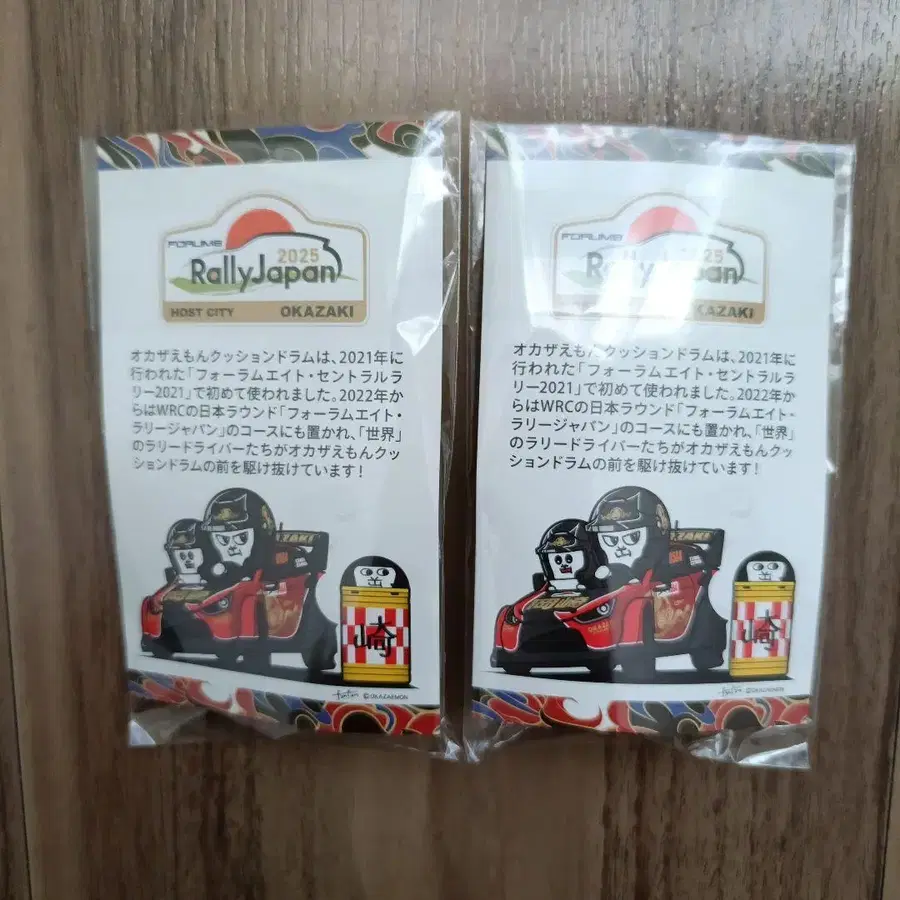 FORUM8
2025
RallyJapan
HOST CITY OKAZAKI
オカザえもんクッションドラムは、2021年に
行われた「フォーラムエイト・セントラルラ
リー2021」で初めて使われました。2022年か
らはWRCの日本ラウンド「フォーラムエイト・
ラリージャパン」のコースにも置かれ、「世界」
のラリードライバーたちがオカザえもんクッ
ションドラムの前を駆け抜けています!
崎
©OKAZAEMON
FORUM8
25
RallyJapan
KAZAKI
オカザえもんクッションドラムは、2021年に
行われた「フォーラムエイト・セントラルラ
リー2021」で初めて使われました。2022年か
らはWRCの日本ラウンド「フォーラムエイト・
ラリージャパン」のコースにも置かれ、「世界」
のラリードライバーたちがオカザえもんクッ
ションドラムの前を駆け抜けています!
OKAZAKI
崎
©OKAZAEMON